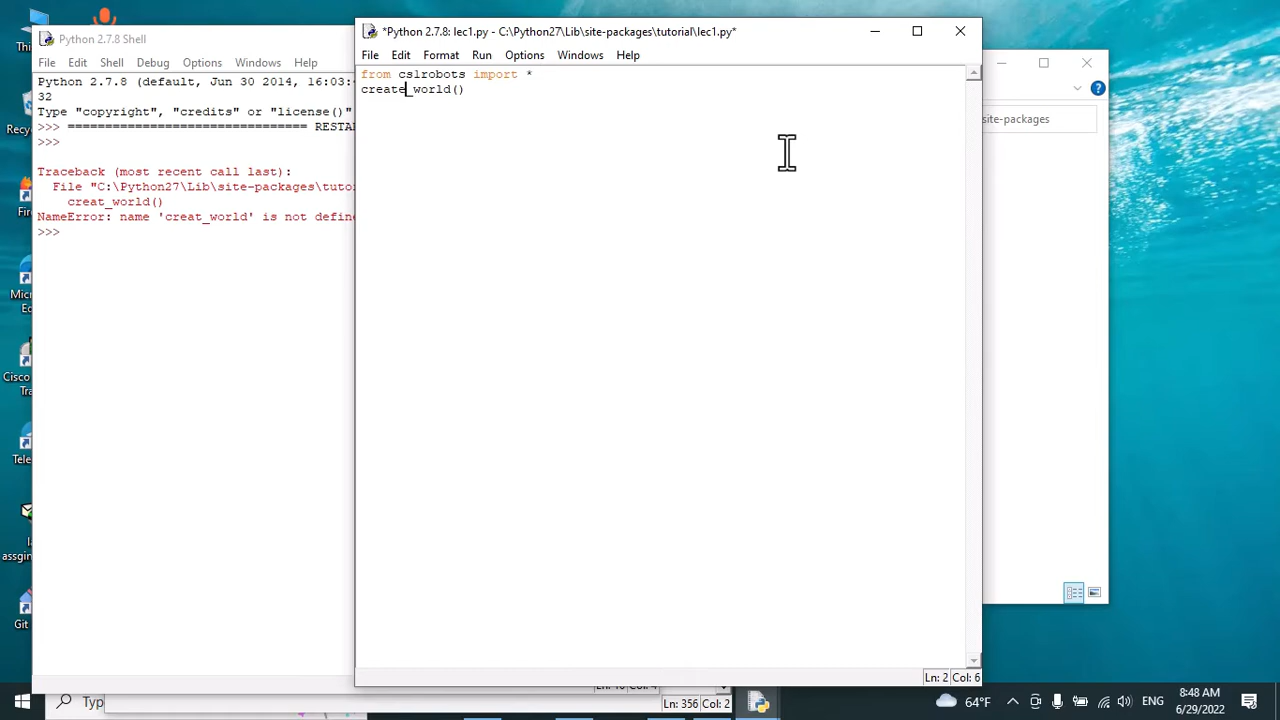 Python 2.7.8 Shell
File Edit Shell Debug Options Windows Help
Python 2.7.8 (default, Jun 30 2014, 16:03:
32
Type "copyright", "credits" or "license()"
>>> ================================ RESTA
>>>
Traceback (most recent call last):
File "C:\Python27\Lib\site-packages\tuto
creat_world()
NameError: name 'creat_world' is not define
>>>
*Python 2.7.8: lec1.py - C:\Python27\Lib\site-packages\tutorial\lec1.py*
File Edit Format Run Options Windows Help
from cs1robots import *
create_world()
Ln: 2 Col: 6
site-packages
Thi
Recy
Fir
Mic
Ec
Cisco
Tra
Tele
assgin
Git
Typ
Ln: 356 Col: 2
64°F
ENG
8:48 AM
6/29/2022